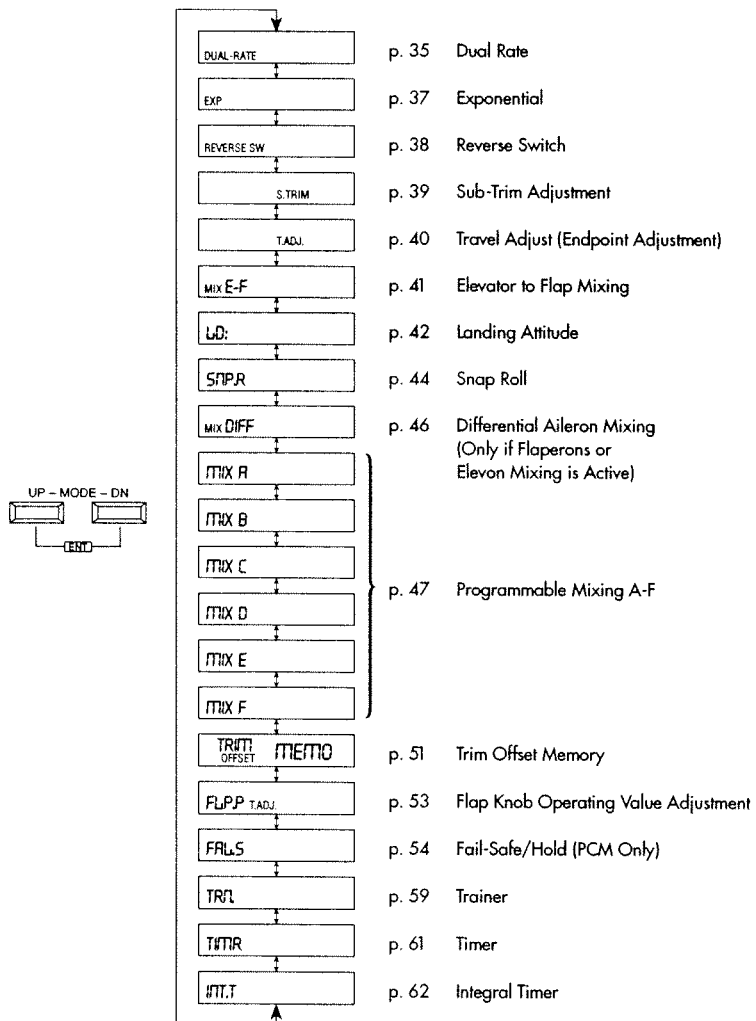 DUAL-RATE p. 35 Dual Rate
EXP p. 37 Exponential
REVERSE SW p. 38 Reverse Switch
S.TRIM p. 39 Sub-Trim Adjustment
T.ADJ. p. 40 Travel Adjust (Endpoint Adjustment)
MIX E-F p. 41 Elevator to Flap Mixing
LD: p. 42 Landing Attitude
SNP.R p. 44 Snap Roll
MIX DIFF p. 46 Differential Aileron Mixing
(Only if Flaperons or
Elevon Mixing is Active)
MIX A
UP – MODE – DN
ENT
MIX B
MIX C
MIX D p. 47 Programmable Mixing A-F
MIX E
MIX F
TRIM OFFSET MEMO p. 51 Trim Offset Memory
FLP.P T.ADJ. p. 53 Flap Knob Operating Value Adjustment
FAI.S p. 54 Fail-Safe/Hold (PCM Only)
TRN. p. 59 Trainer
TIMR p. 61 Timer
INT.T p. 62 Integral Timer